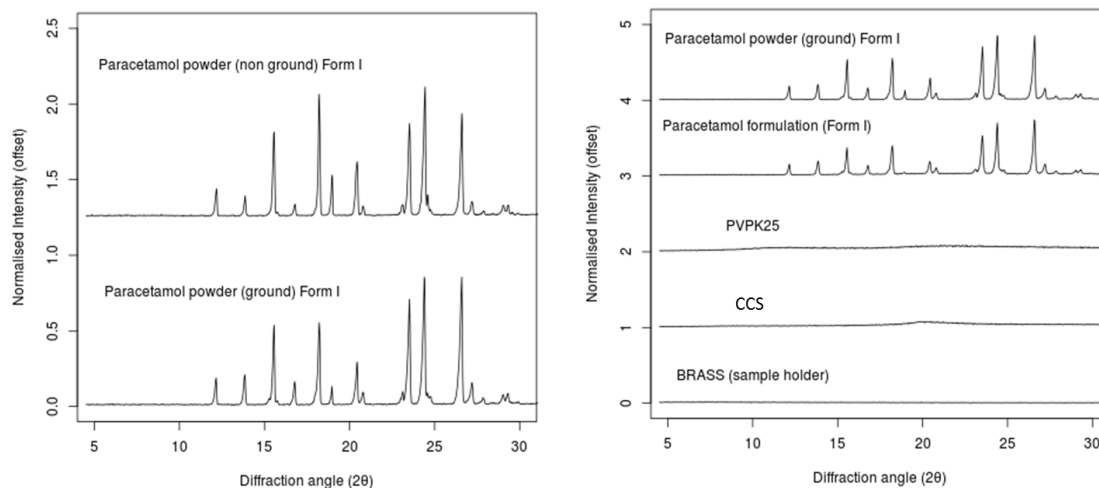 2.5
2.0
1.5
1.0
0.5
0.0
Normalised Intensity (offset)
Paracetamol powder (non ground) Form I
Paracetamol powder (ground) Form I
5 10 15 20 25 30
Diffraction angle (2θ)
5
4
3
2
1
0
Normalised Intensity (offset)
Paracetamol powder (ground) Form I
Paracetamol formulation (Form I)
PVPK25
CCS
BRASS (sample holder)
5 10 15 20 25 30
Diffraction angle (2θ)